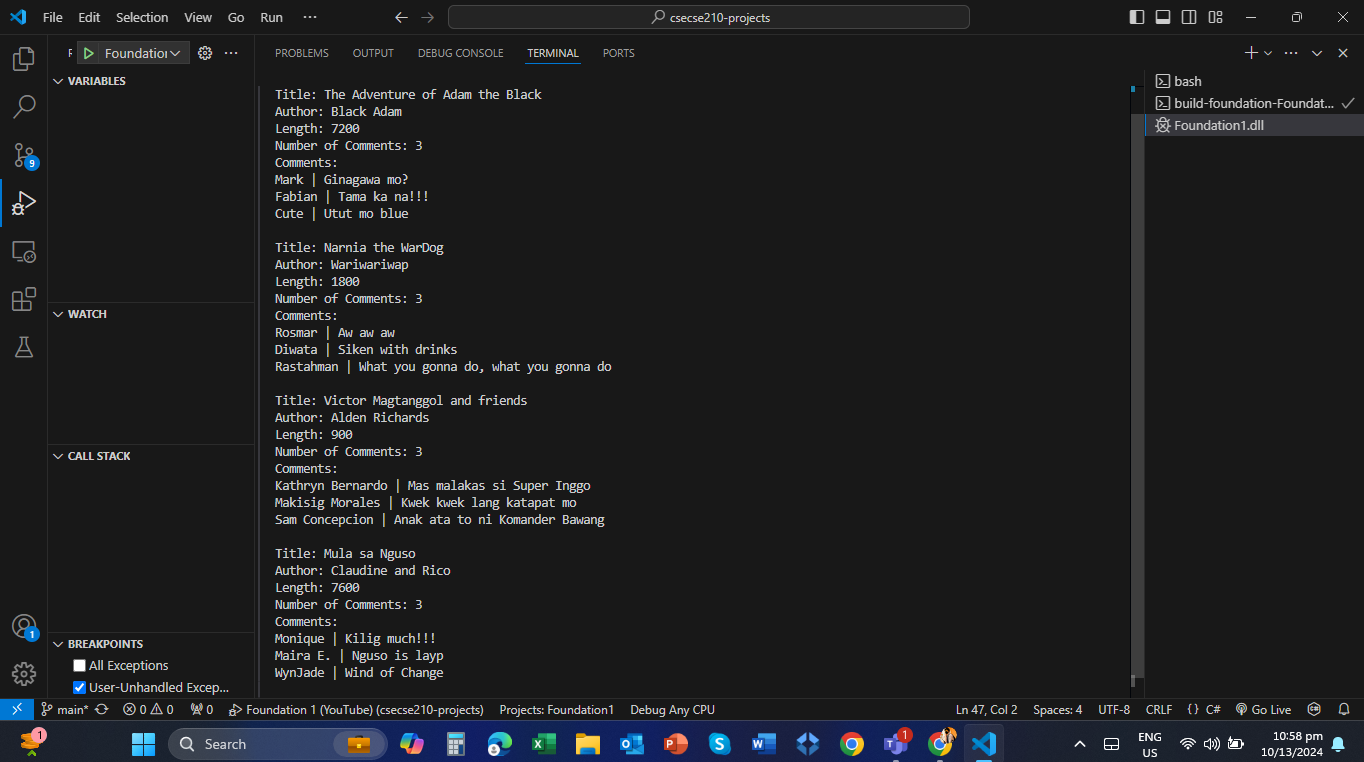 File Edit Selection View Go Run ···
csecse210-projects
Foundation
VARIABLES
WATCH
CALL STACK
BREAKPOINTS
All Exceptions
User-Unhandled Excep...
9
1
PROBLEMS OUTPUT DEBUG CONSOLE TERMINAL PORTS
Title: The Adventure of Adam the Black
Author: Black Adam
Length: 7200
Number of Comments: 3
Comments:
Mark | Ginagawa mo?
Fabian | Tama ka na!!!
Cute | Utut mo blue
Title: Narnia the WarDog
Author: Wariwariwap
Length: 1800
Number of Comments: 3
Comments:
Rosmar | Aw aw aw
Diwata | Siken with drinks
Rastahman | What you gonna do, what you gonna do
Title: Victor Magtanggol and friends
Author: Alden Richards
Length: 900
Number of Comments: 3
Comments:
Kathryn Bernardo | Mas malakas si Super Inggo
Makisig Morales | Kwek kwek lang katapat mo
Sam Concepcion | Anak ata to ni Komander Bawang
Title: Mula sa Nguso
Author: Claudine and Rico
Length: 7600
Number of Comments: 3
Comments:
Monique | Kilig much!!!
Maira E. | Nguso is layp
WynJade | Wind of Change
bash
build-foundation-Foundat...
Foundation1.dll
main* 0 0 0 Foundation 1 (YouTube) (csecse210-projects) Projects: Foundation1 Debug Any CPU Ln 47, Col 2 Spaces: 4 UTF-8 CRLF {} C# Go Live
1 Search 1 ENG 10:58 pm
US 10/13/2024